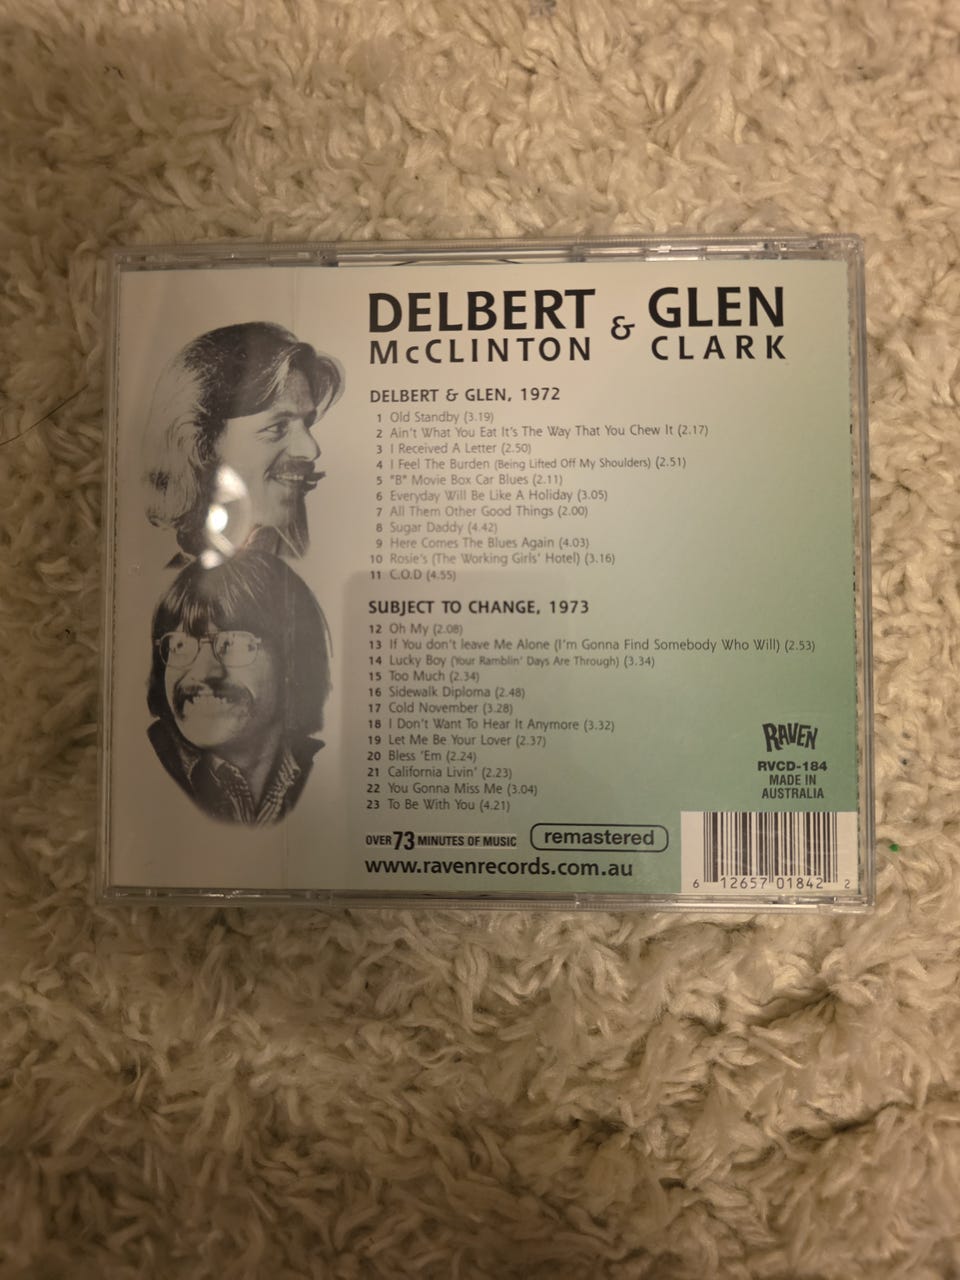 DELBERT & GLEN
McCLINTON CLARK
DELBERT & GLEN, 1972
1 Old Standby (3.19)
2 Ain't What You Eat It's The Way That You Chew It (2.17)
3 I Received A Letter (2.50)
4 I Feel The Burden (Being Lifted Off My Shoulders) (2.51)
5 "B" Movie Box Car Blues (2.11)
6 Everyday Will Be Like A Holiday (3.05)
7 All Them Other Good Things (2.00)
8 Sugar Daddy (4.42)
9 Here Comes The Blues Again (4.03)
10 Rosie's (The Working Girls' Hotel) (3.16)
11 C.O.D (4.55)
SUBJECT TO CHANGE, 1973
12 Oh My (2.08)
13 If You don't leave Me Alone (I'm Gonna Find Somebody Who Will) (2.53)
14 Lucky Boy (Your Ramblin' Days Are Through) (3.34)
15 Too Much (2.34)
16 Sidewalk Diploma (2.48)
17 Cold November (3.28)
18 I Don't Want To Hear It Anymore (3.32)
19 Let Me Be Your Lover (2.37)
20 Bless 'Em (2.24)
21 California Livin' (2.23)
22 You Gonna Miss Me (3.04)
23 To Be With You (4.21)
RAVEN
RVCD-184
MADE IN
AUSTRALIA
OVER 73 MINUTES OF MUSIC remastered
www.ravenrecords.com.au
6 12657 01842 2